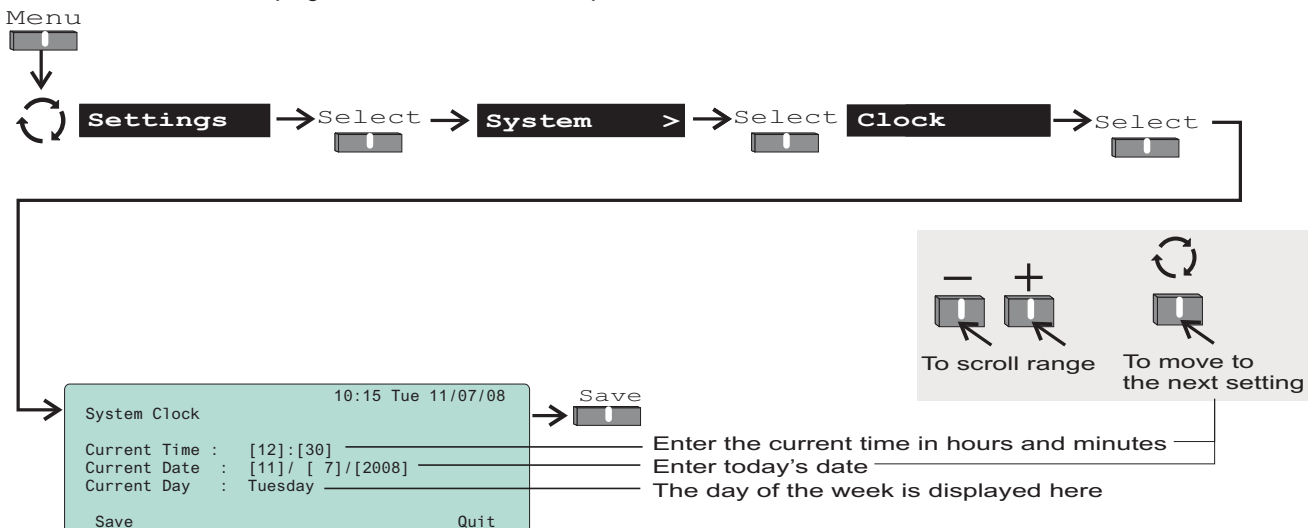 Menu
Settings Select System > Select Clock Select
− +
To scroll range
To move to
the next setting
10:15 Tue 11/07/08
System Clock
Save
Current Time : [12]:[30]
Enter the current time in hours and minutes
Current Date : [11]/ [ 7]/[2008]
Enter today's date
Current Day : Tuesday
The day of the week is displayed here
Save Quit